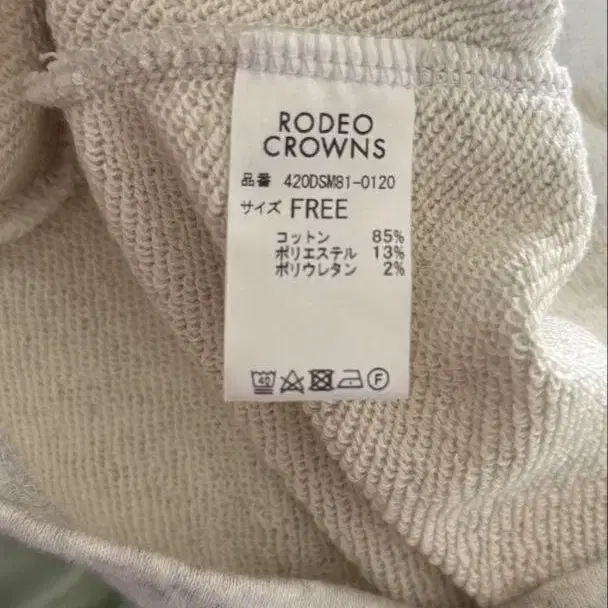 RODEO
CROWNS
品番 420DSM81-0120
サイズ FREE
コットン 85%
ポリエステル 13%
ポリウレタン 2%
40 F